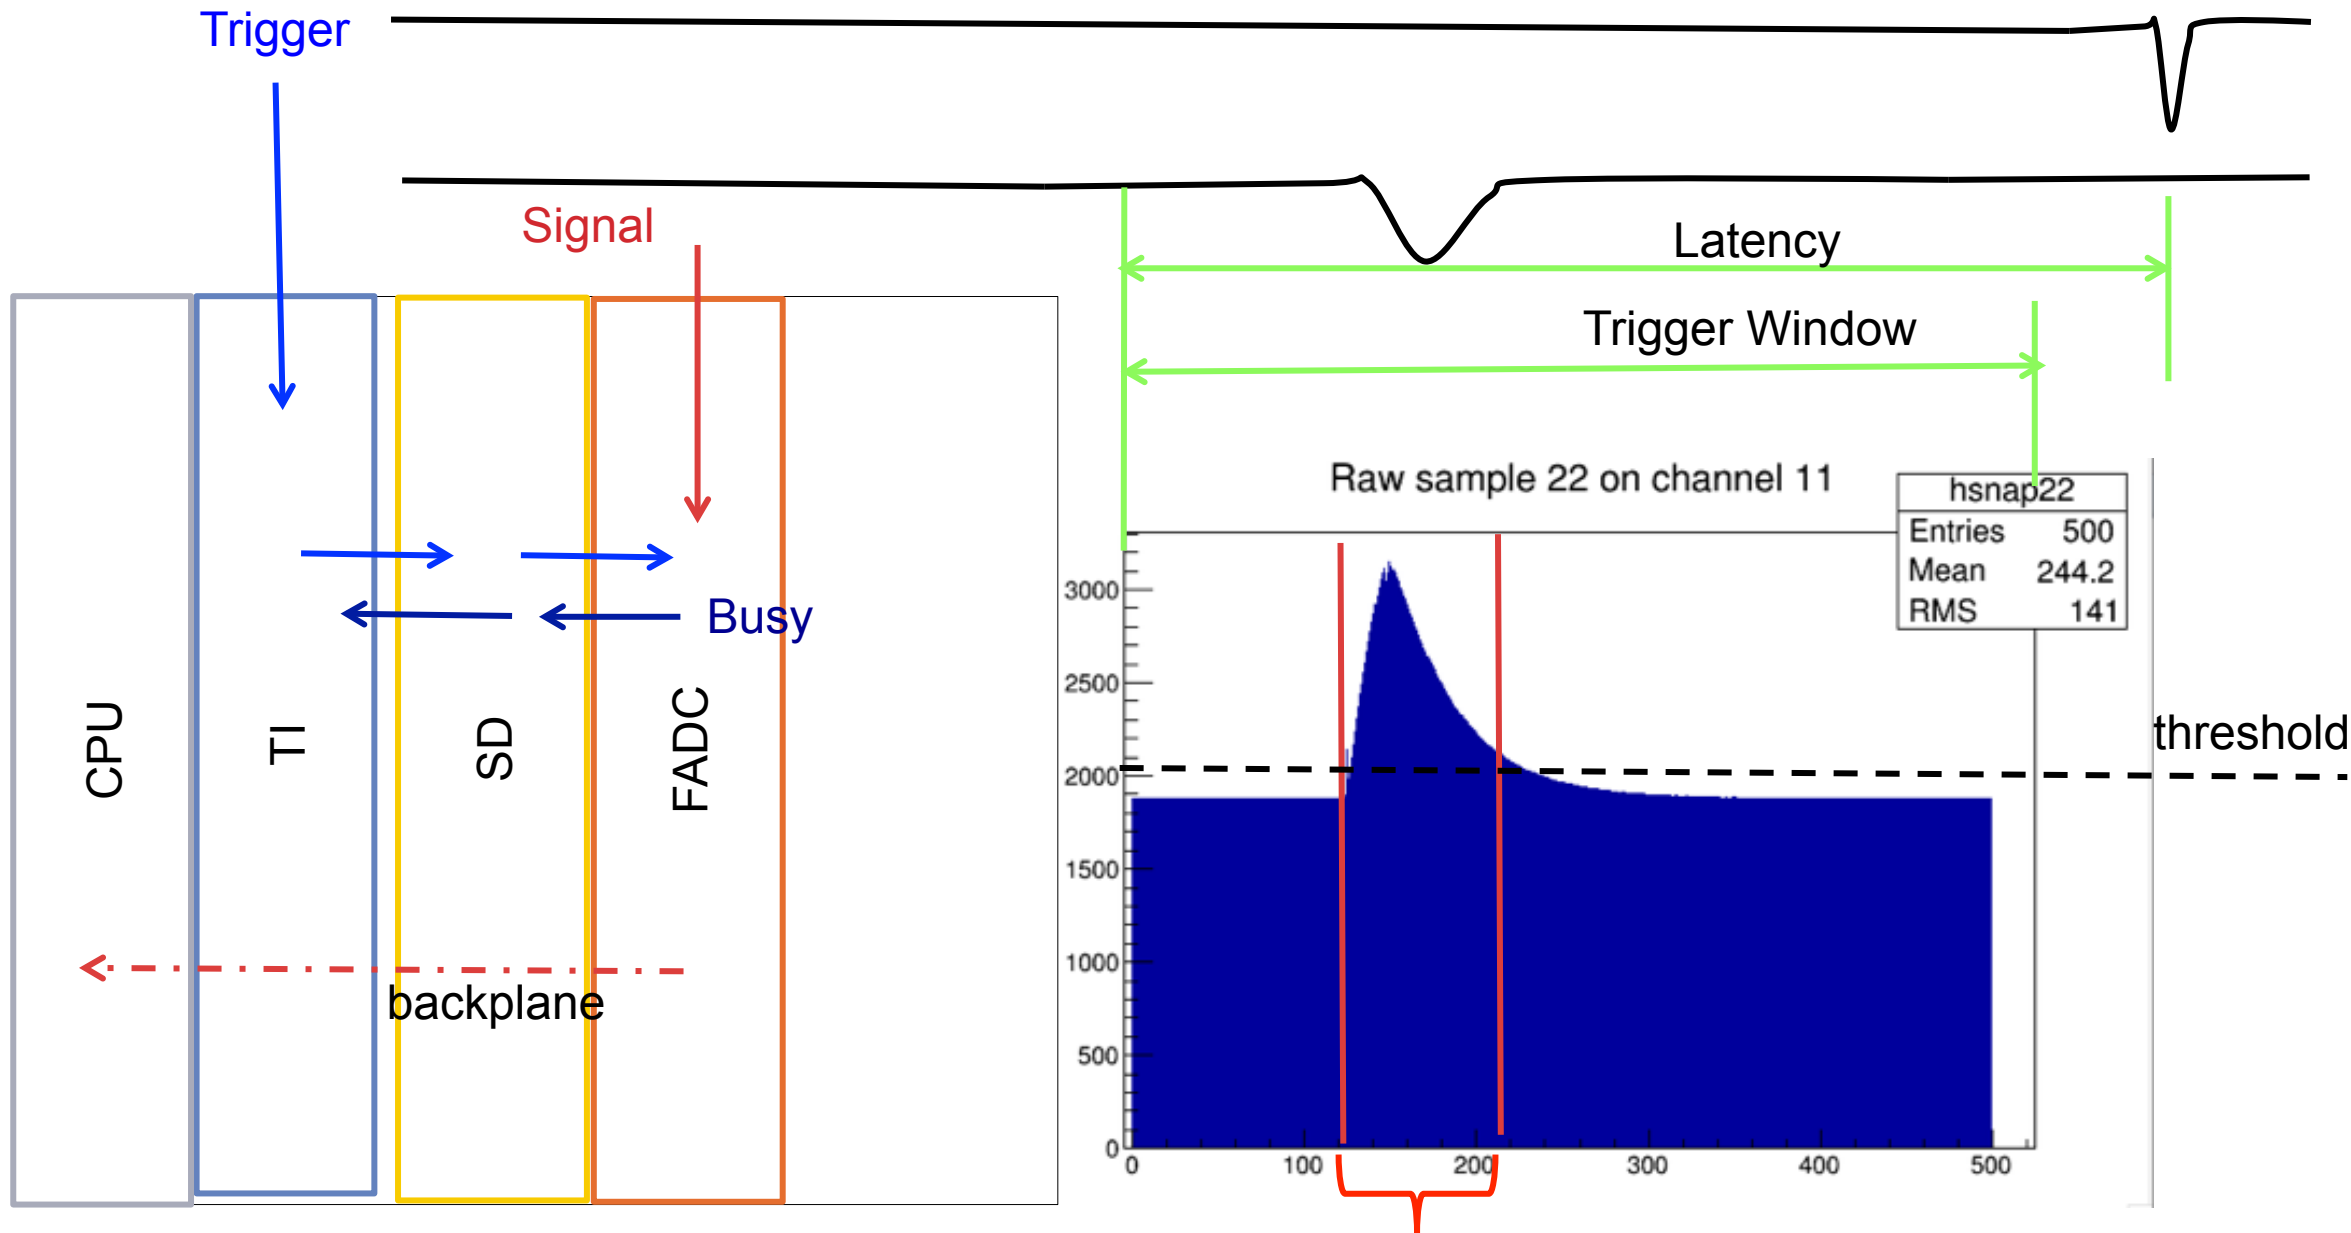 Trigger
Signal
Latency
Trigger Window
Raw sample 22 on channel 11
hsnap22
Entries 500
Mean 244.2
RMS 141
Busy
CPU
TI
SD
FADC
backplane
threshold
3000
2500
2000
1500
1000
500
0
0 100 200 300 400 500